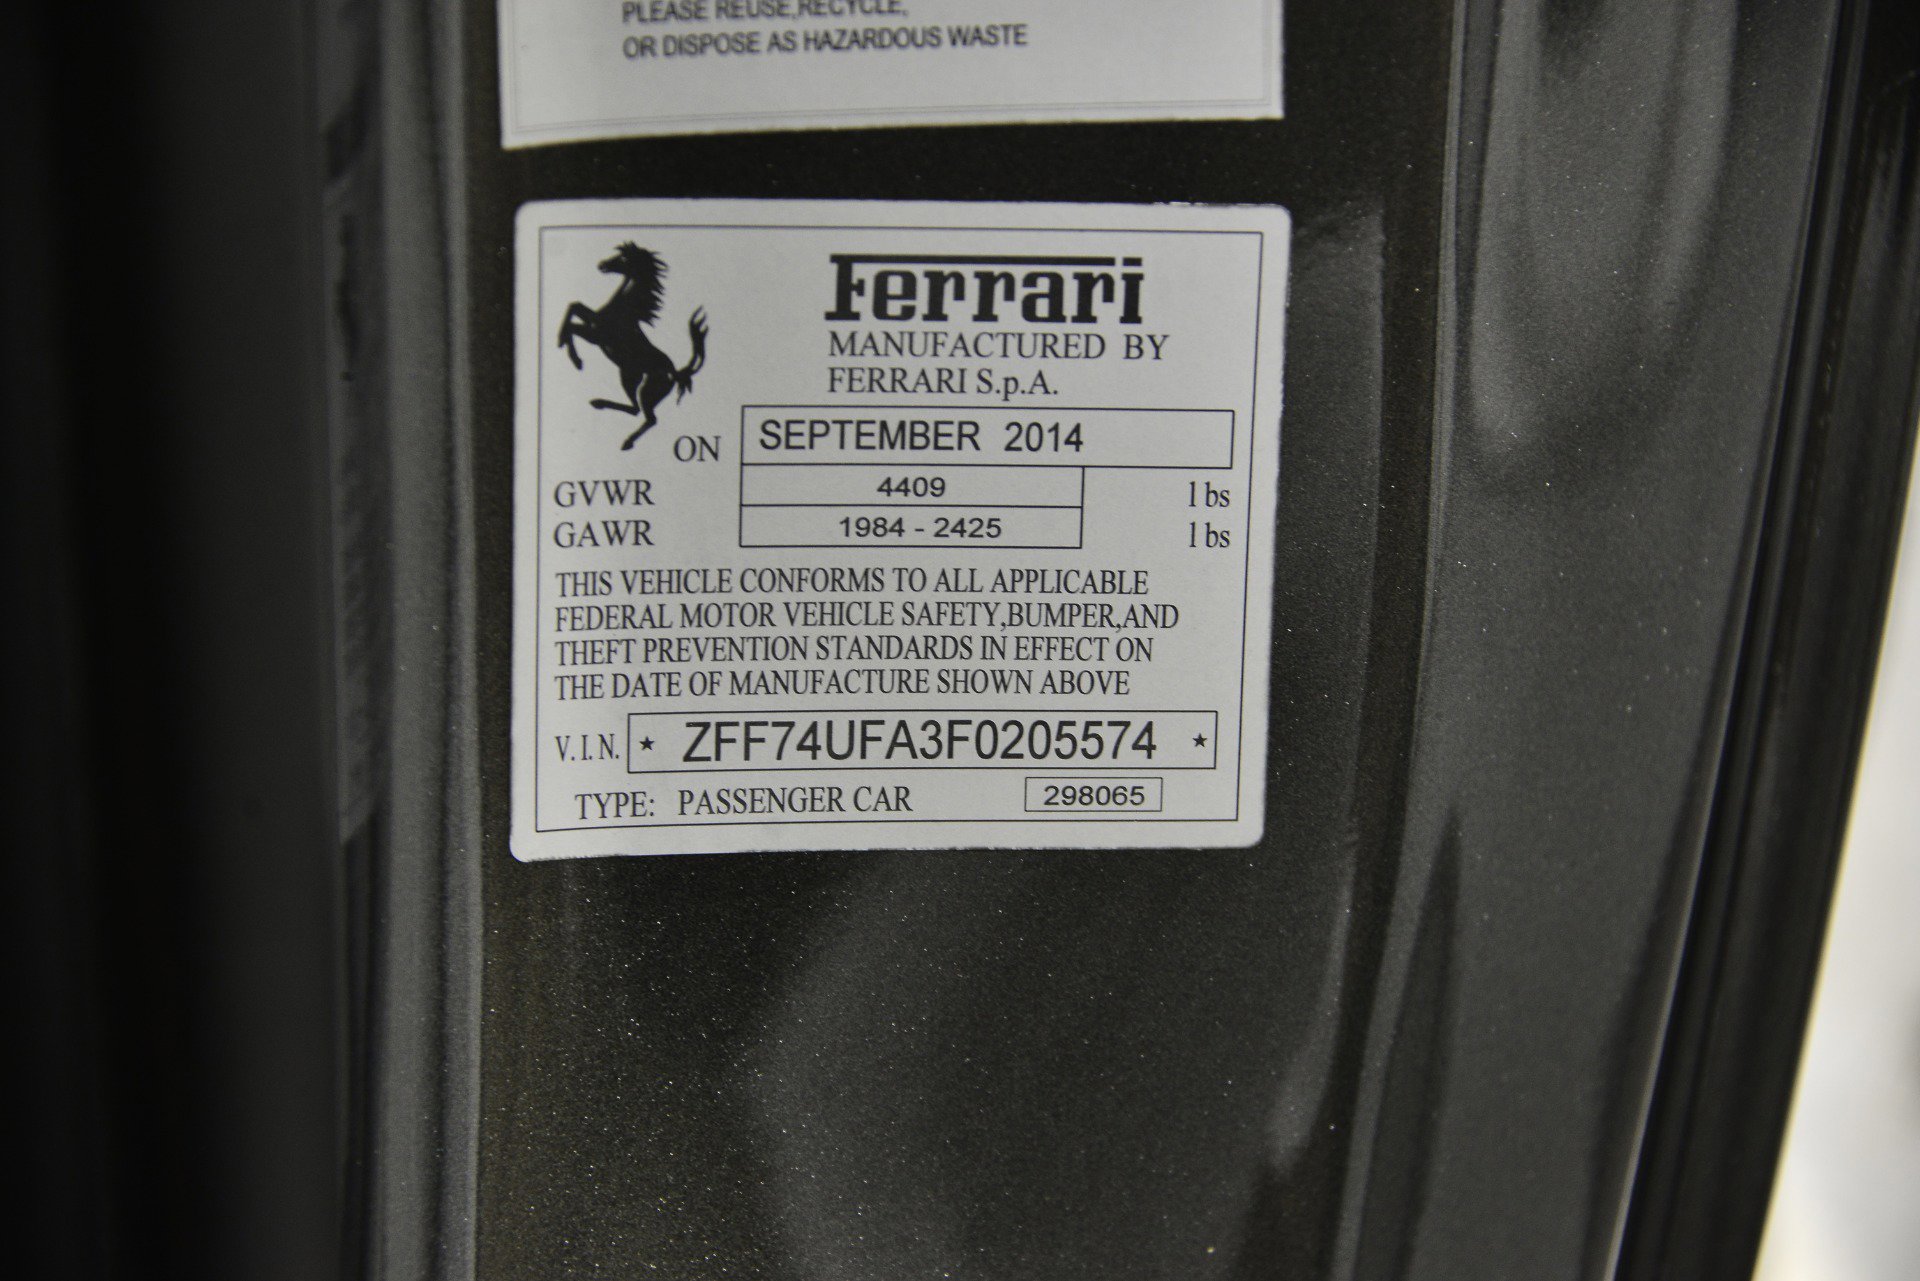 PLEASE REUSE,RECYCLE,
OR DISPOSE AS HAZARDOUS WASTE
Ferrari
MANUFACTURED BY
FERRARI S.p.A.
ON SEPTEMBER 2014
GVWR 4409 lbs
GAWR 1984 - 2425 lbs
THIS VEHICLE CONFORMS TO ALL APPLICABLE
FEDERAL MOTOR VEHICLE SAFETY,BUMPER,AND
THEFT PREVENTION STANDARDS IN EFFECT ON
THE DATE OF MANUFACTURE SHOWN ABOVE
V.I.N. ★ ZFF74UFA3F0205574 ★
TYPE: PASSENGER CAR 298065